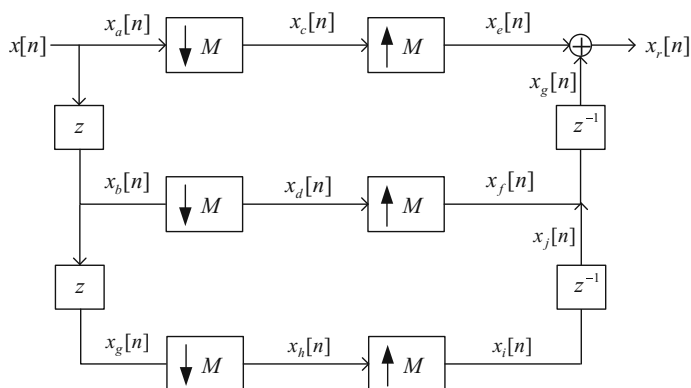 x[n] x_a[n] ↓ M x_c[n] ↑ M x_e[n] x_r[n]
x_g[n]
z z^{-1}
x_b[n] ↓ M x_d[n] ↑ M x_f[n]
x_j[n]
z z^{-1}
x_g[n] ↓ M x_h[n] ↑ M x_i[n]